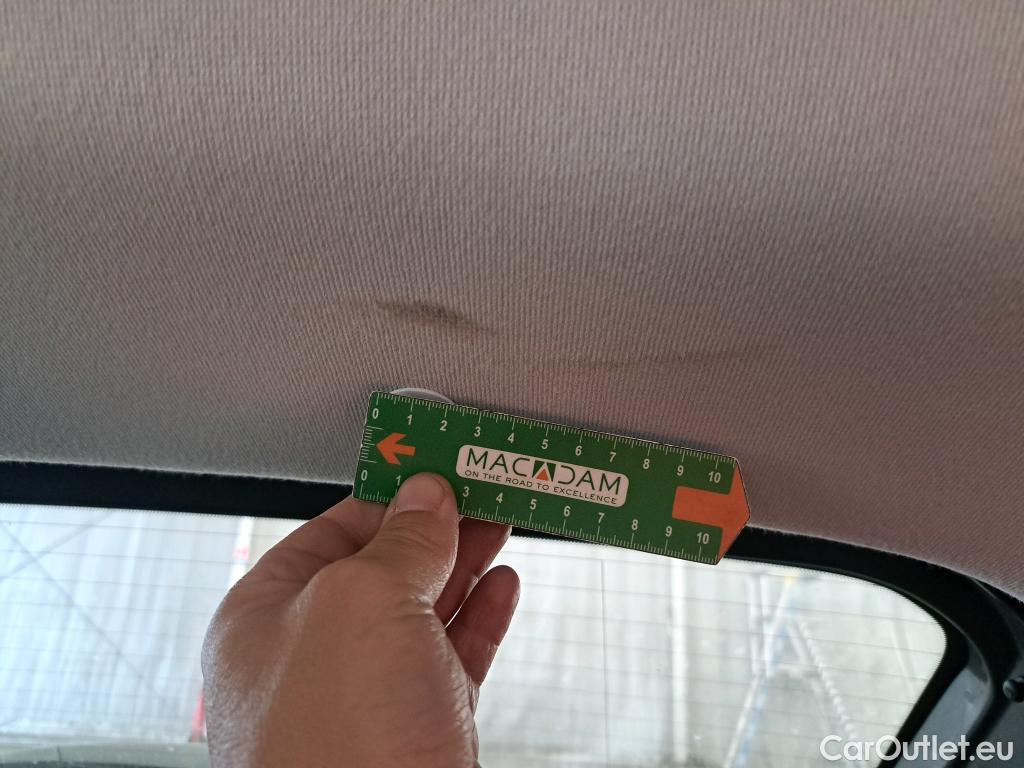 0 1 2 3 4 5 6 7 8 9 10
MACADAM
ON THE ROAD TO EXCELLENCE
0 1 3 4 5 6 7 8 9 10
CarOutlet.eu